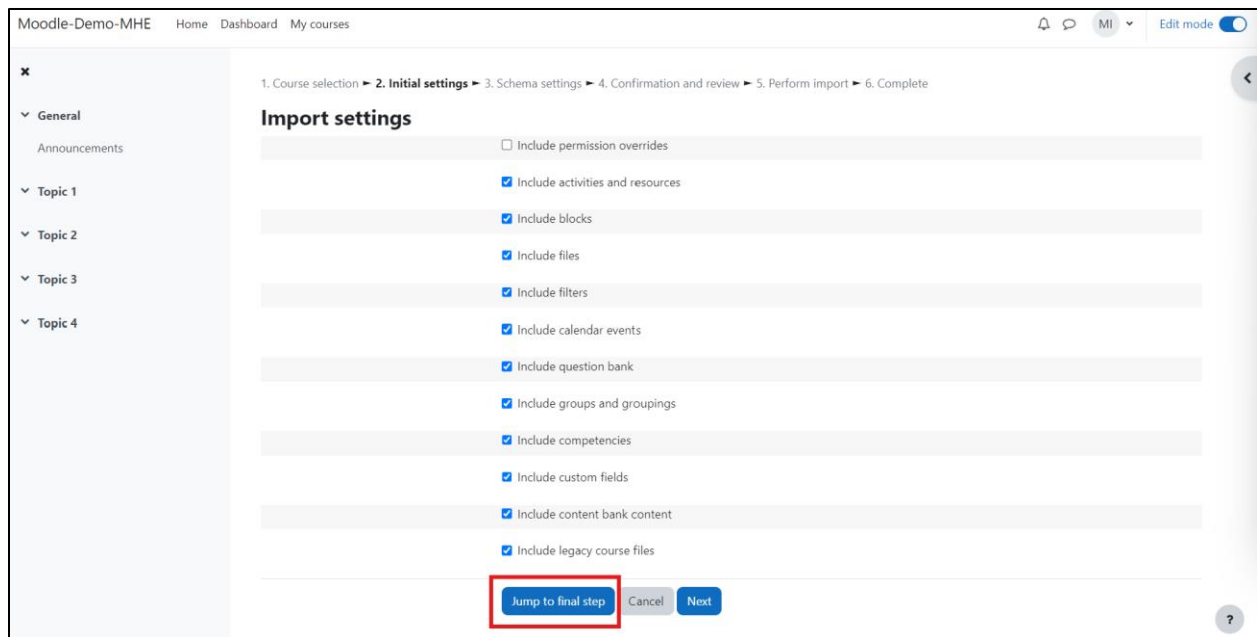 Moodle-Demo-MHE Home Dashboard My courses MI Edit mode
General
Announcements
Topic 1
Topic 2
Topic 3
Topic 4
1. Course selection ► 2. Initial settings ► 3. Schema settings ► 4. Confirmation and review ► 5. Perform import ► 6. Complete
Import settings
Include permission overrides
Include activities and resources
Include blocks
Include files
Include filters
Include calendar events
Include question bank
Include groups and groupings
Include competencies
Include custom fields
Include content bank content
Include legacy course files
Jump to final step Cancel Next
?